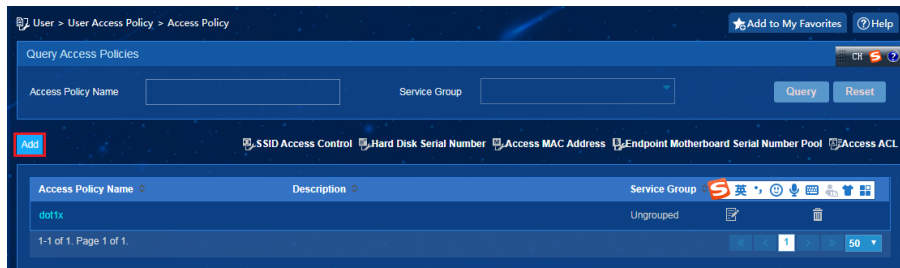 User > User Access Policy > Access Policy Add to My Favorites Help
Query Access Policies
CH
Access Policy Name Service Group Query Reset
Add SSID Access Control Hard Disk Serial Number Access MAC Address Endpoint Motherboard Serial Number Pool Access ACL
Access Policy Name Description Service Group 英
dot1x Ungrouped
1-1 of 1. Page 1 of 1. « < 1 > » 50